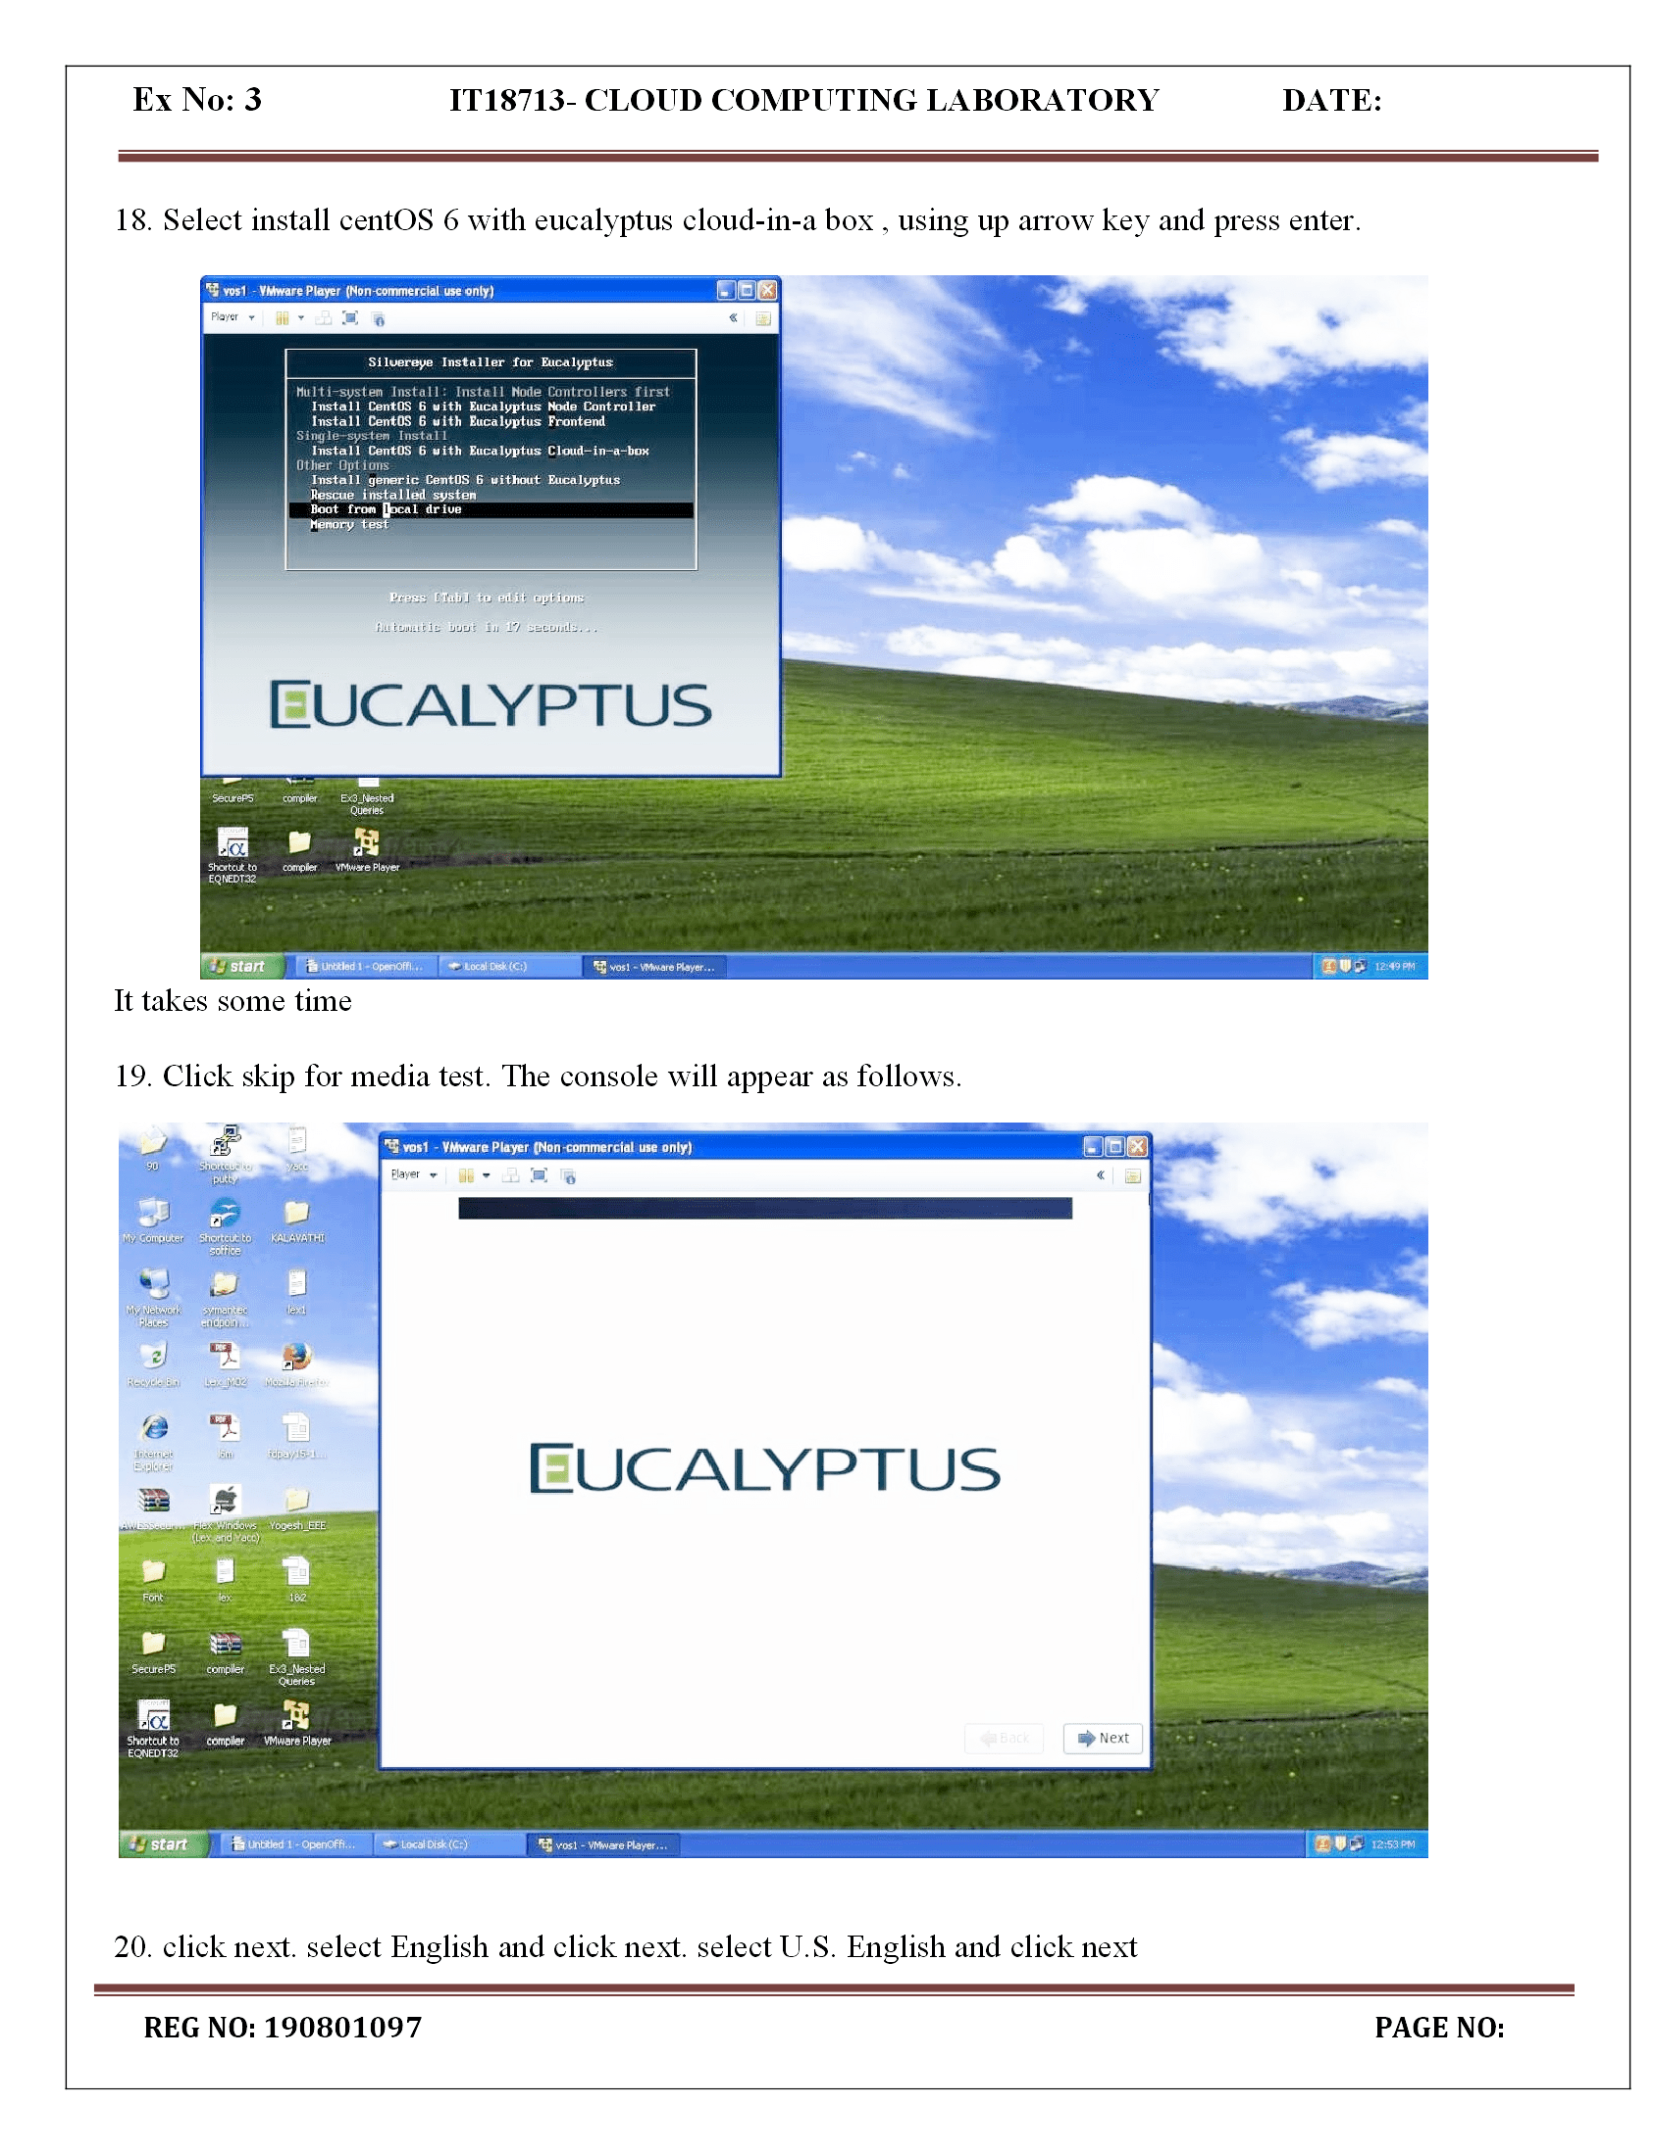 Ex No: 3 IT18713- CLOUD COMPUTING LABORATORY DATE:
18. Select install centOS 6 with eucalyptus cloud-in-a box , using up arrow key and press enter.
vos1 - VMware Player (Non-commercial use only)
Player
Silvereye Installer for Eucalyptus
Multi-system Install: Install Node Controllers first
Install CentOS 6 with Eucalyptus Node Controller
Install CentOS 6 with Eucalyptus Frontend
Single-system Install
Install CentOS 6 with Eucalyptus Cloud-in-a-box
Other Options
Install generic CentOS 6 without Eucalyptus
Rescue installed system
Boot from local drive
Memory test
Press [Tab] to edit options
Automatic boot in 17 seconds...
EUCALYPTUS
SecurePS compiler Ex3_Nested
Queries
Shortcut to compiler VMware Player
EQNEDT32
start Untitled 1 - OpenOffi... Local Disk (C:) vos1 - VMware Player... 12:49 PM
It takes some time
19. Click skip for media test. The console will appear as follows.
90 Shortcut to yacc
putty
vos1 - VMware Player (Non-commercial use only)
Player
My Computer Shortcut to KALAVATHI
soffice
My Network symantec lex1
Places endpoin...
Recycle Bin Lex_M02 Mozilla Firefox
EUCALYPTUS
Internet
Explorer
Flex Windows Yogesh_EEE
(Lex and Yacc)
Font lex 1&2
SecurePS compiler Ex3_Nested
Queries
Shortcut to compiler VMware Player
EQNEDT32
Back Next
start Untitled 1 - OpenOffi... Local Disk (C:) vos1 - VMware Player... 12:53 PM
20. click next. select English and click next. select U.S. English and click next
REG NO: 190801097 PAGE NO: